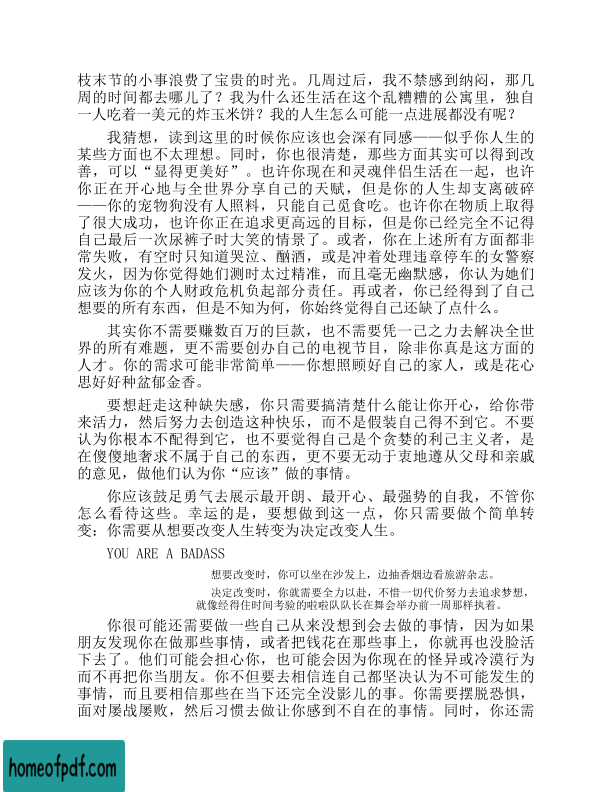 枝末节的小事浪费了宝贵的时光。几周过后，我不禁感到纳闷，那几
周的时间都去哪儿了？我为什么还生活在这个乱糟糟的公寓里，独自
一人吃着一美元的炸玉米饼？我的人生怎么可能一点进展都没有呢？
我猜想，读到这里的时候你应该也会深有同感——似乎你人生的
某些方面也不太理想。同时，你也很清楚，那些方面其实可以得到改
善，可以“显得更美好”。也许你现在和灵魂伴侣生活在一起，也许
你正在开心地与全世界分享自己的天赋，但是你的人生却支离破碎
——你的宠物狗没有人照料，只能自己觅食吃。也许你在物质上取得
了很大成功，也许你正在追求更高远的目标，但是你已经完全不记得
自己最后一次尿裤子时大笑的情景了。或者，你在上述所有方面都非
常失败，有空时只知道哭泣、酗酒，或是冲着处理违章停车的女警察
发火，因为你觉得她们测时太过精准，而且毫无幽默感，你认为她们
应该为你的个人财政危机负起部分责任。再或者，你已经得到了自己
想要的所有东西，但是不知为何，你始终觉得自己还缺了点什么。
其实你不需要赚数百万的巨款，也不需要凭一己之力去解决全世
界的所有难题，更不需要创办自己的电视节目，除非你真是这方面的
人才。你的需求可能非常简单——你想照顾好自己的家人，或是花心
思好好种盆郁金香。
要想赶走这种缺失感，你只需要搞清楚什么能让你开心，给你带
来活力，然后努力去创造这种快乐，而不是假装自己得不到它。不要
认为你根本不配得到它，也不要觉得自己是个贪婪的利己主义者，是
在傻傻地奢求不属于自己的东西，更不要无动于衷地遵从父母和亲戚
的意见，做他们认为你“应该”做的事情。
你应该鼓足勇气去展示最开朗、最开心、最强势的自我，不管你
怎么看待这些。幸运的是，要想做到这一点，你只需要做个简单转
变：你需要从想要改变人生转变为决定改变人生。
YOU ARE A BADASS
想要改变时，你可以坐在沙发上，边抽香烟边看旅游杂志。
决定改变时，你就需要全力以赴，不惜一切代价努力去追求梦想，
就像经得住时间考验的啦啦队队长在舞会举办前一周那样执着。
你很可能还需要做一些自己从来没想到会去做的事情，因为如果
朋友发现你在做那些事情，或者把钱花在那些事上，你就再也没脸活
下去了。他们可能会担心你，也可能会因为你现在的怪异或冷漠行为
而不再把你当朋友。你不但要去相信连自己都坚决认为不可能发生的
事情，而且要相信那些在当下还完全没影儿的事。你需要摆脱恐惧，
面对屡战屡败，然后习惯去做让你感到不自在的事情。同时，你还需
homeofpdf.com